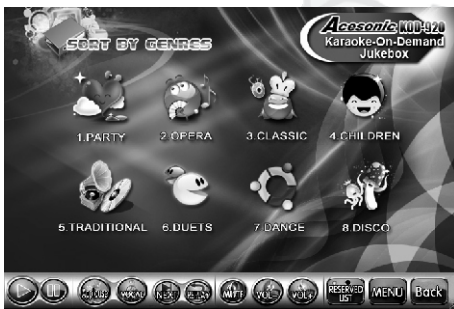 SORT BY GENRES
Acesonic KOD-920
Karaoke-On-Demand
Jukebox
1.PARTY
2.OPERA
3.CLASSIC
4.CHILDREN
5.TRADITIONAL
6.DUETS
7.DANCE
8.DISCO
VOCAL
NEXT
REPLAY
MUTE
VOL-
VOL+
RESERVED
LIST
MENU
Back